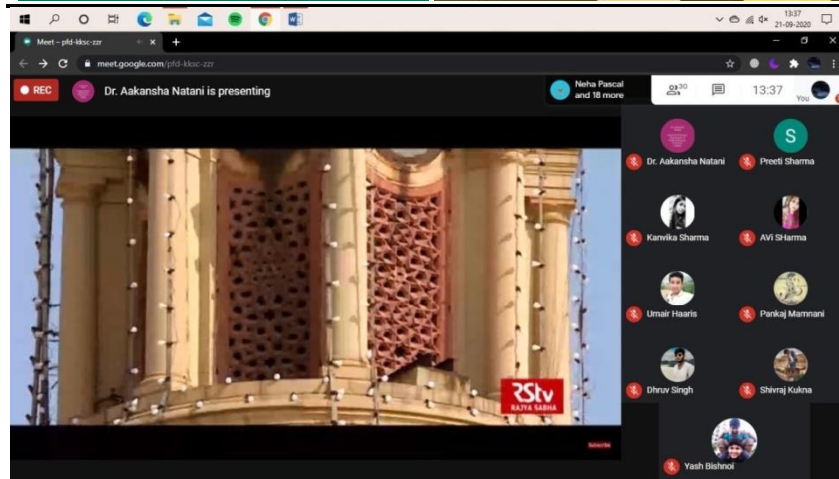 13:37
21-09-2020
Meet – pfd-kksc-zzr
meet.google.com/pfd-kksc-zzr
REC
Dr. Aakansha Natani is presenting
Neha Pascal
and 18 more
30
13:37
You
Dr. Aakansha Natani
S
Preeti Sharma
Kanvika Sharma
AVi SHarma
Umair Haaris
Pankaj Mamnani
Dhruv Singh
Shivraj Kukna
RStv
RAJYA SABHA
Subscribe
Yash Bishnoi